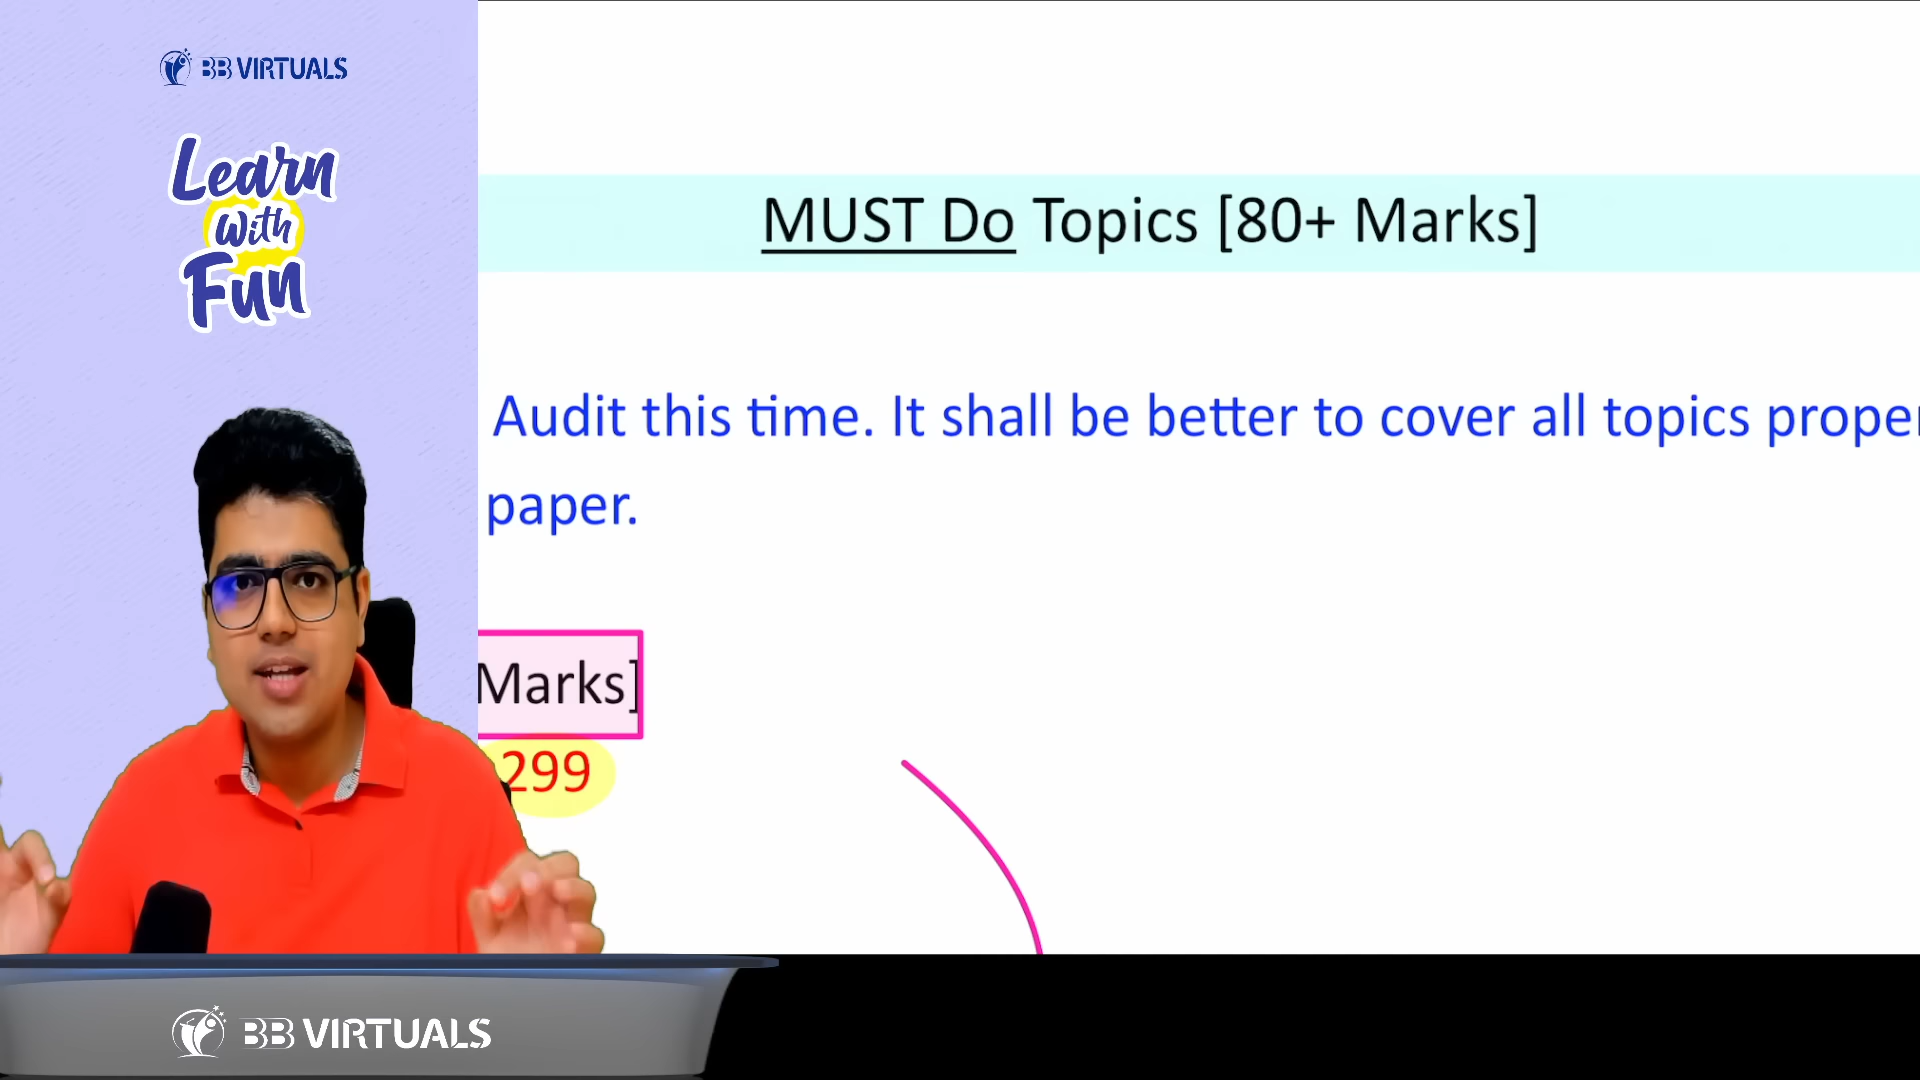 BB VIRTUALS
Learn
With
Fun
MUST Do Topics [80+ Marks]
Audit this time. It shall be better to cover all topics
paper.
Marks]
299
BB VIRTUALS